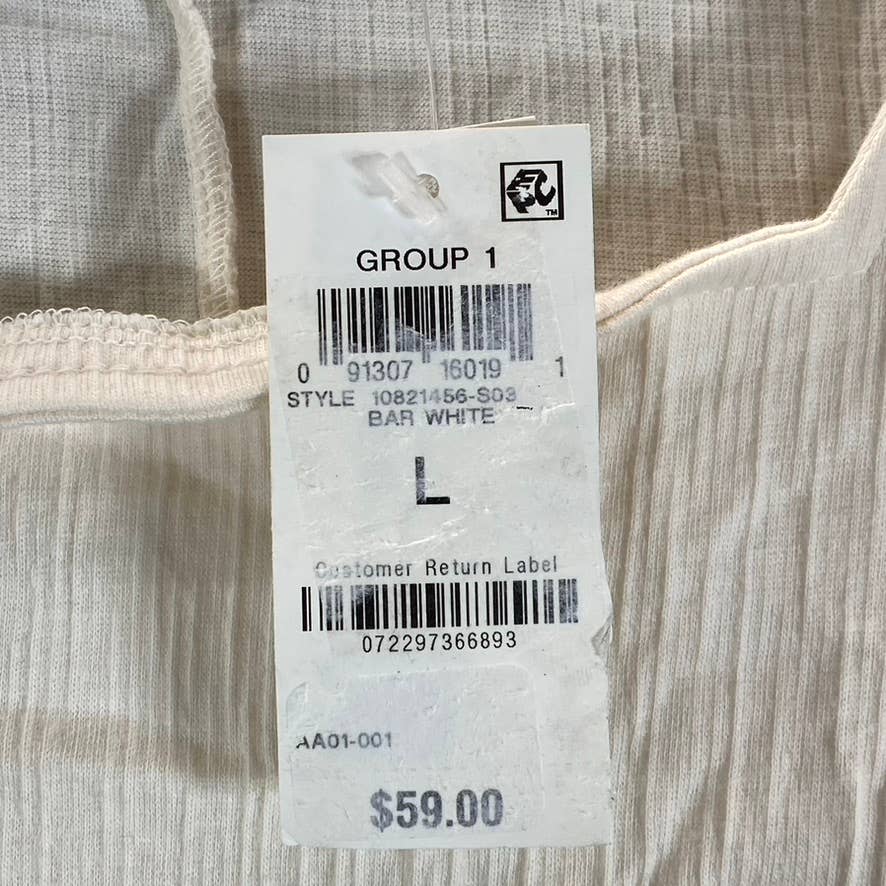 TM
GROUP 1
0 91307 16019 1
STYLE 10821456-S03
BAR WHITE
L
Customer Return Label
072297366893
AA01-001
$59.00